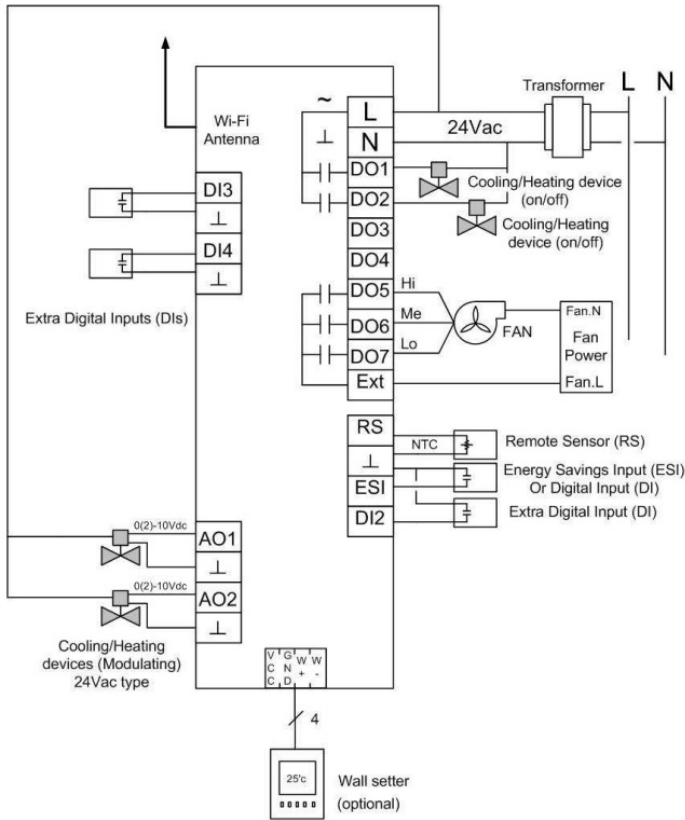 Transformer
L
N
~
L
24Vac
Wi-Fi
Antenna
⊥
N
DI3
⊥
DI4
⊥
Extra Digital Inputs (DIs)
DO1
DO2
DO3
DO4
DO5
DO6
DO7
Ext
Cooling/Heating device
(on/off)
Cooling/Heating
device (on/off)
Hi
Me
Lo
FAN
Fan.N
Fan
Power
Fan.L
RS
⊥
ESI
DI2
NTC
Remote Sensor (RS)
Energy Savings Input (ESI)
Or Digital Input (DI)
Extra Digital Input (DI)
0(2)-10Vdc
AO1
⊥
0(2)-10Vdc
AO2
⊥
Cooling/Heating
devices (Modulating)
24Vac type
VCC
GND
W+
W-
4
25'c
Wall setter
(optional)